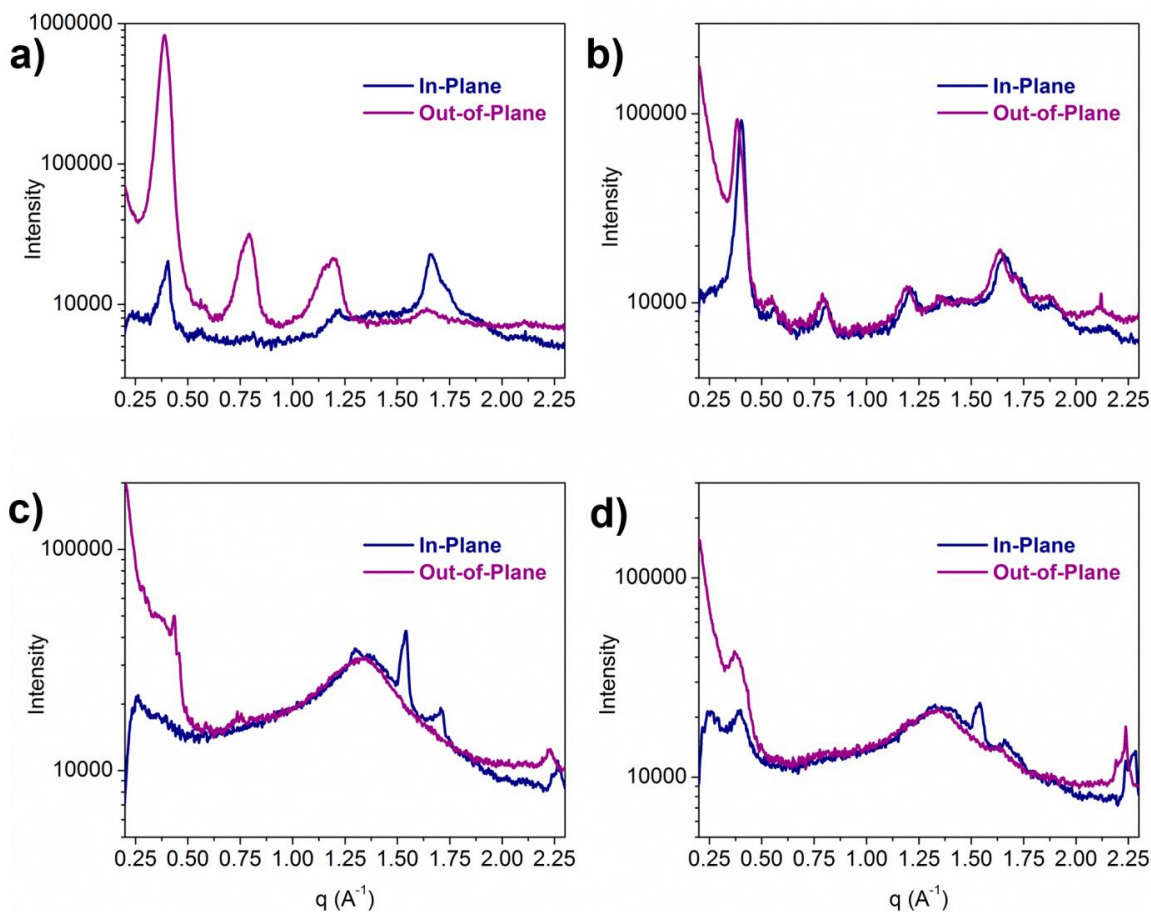 a)
1000000
100000
10000
Intensity
In-Plane
Out-of-Plane
0.25 0.50 0.75 1.00 1.25 1.50 1.75 2.00 2.25
b)
100000
10000
Intensity
In-Plane
Out-of-Plane
0.25 0.50 0.75 1.00 1.25 1.50 1.75 2.00 2.25
c)
100000
10000
Intensity
In-Plane
Out-of-Plane
0.25 0.50 0.75 1.00 1.25 1.50 1.75 2.00 2.25
q (A⁻¹)
d)
100000
10000
Intensity
In-Plane
Out-of-Plane
0.25 0.50 0.75 1.00 1.25 1.50 1.75 2.00 2.25
q (A⁻¹)